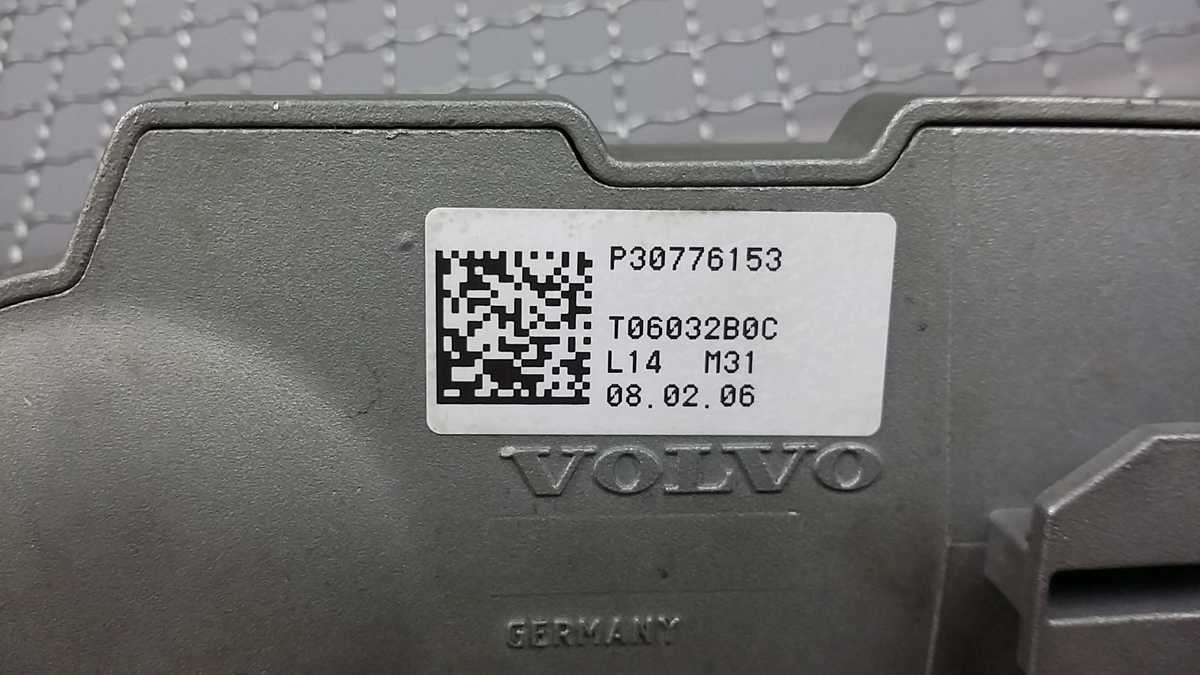 P30776153
T06032B0C
L14 M31
08.02.06
VOLVO
GERMANY